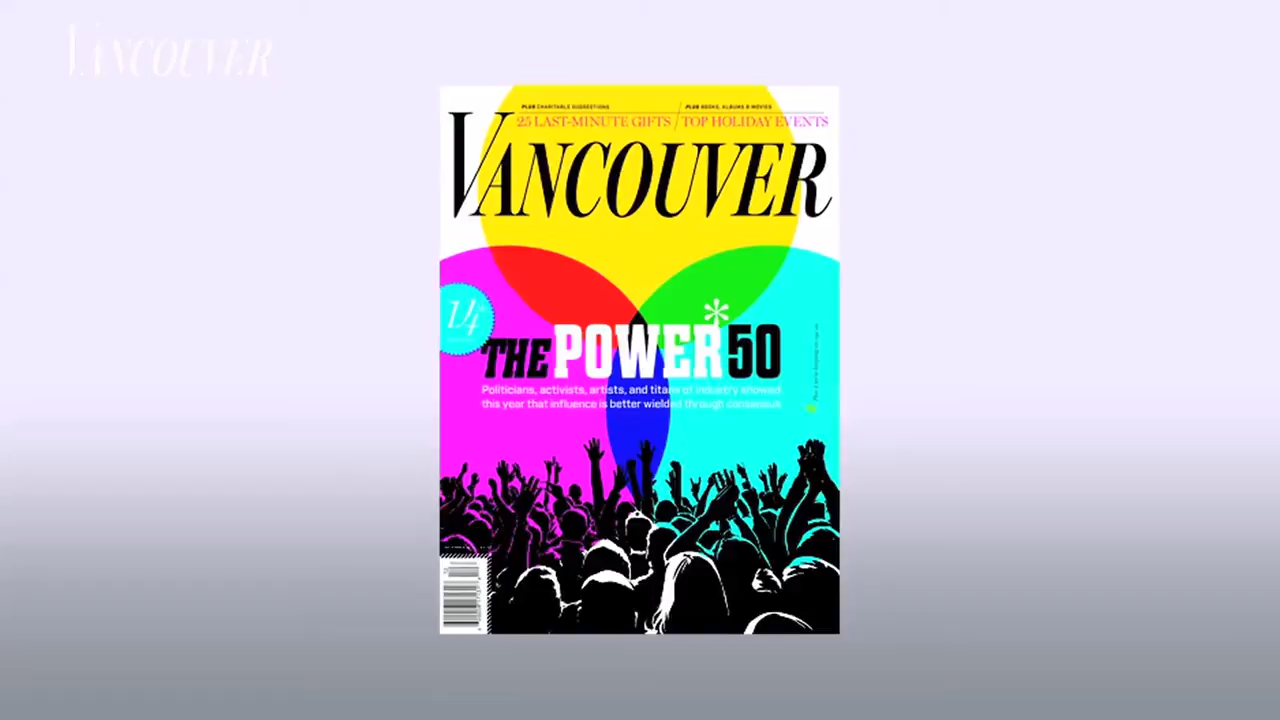 VANCOUVER
PLUS CHARITABLE SUGGESTIONS
PLUS BOOKS, ALBUMS & MOVIES
25 LAST-MINUTE GIFTS / TOP HOLIDAY EVENTS
VANCOUVER
14
THE POWER* 50
Politicians, activists, artists, and titans of industry showed
this year that influence is better wielded through consensus